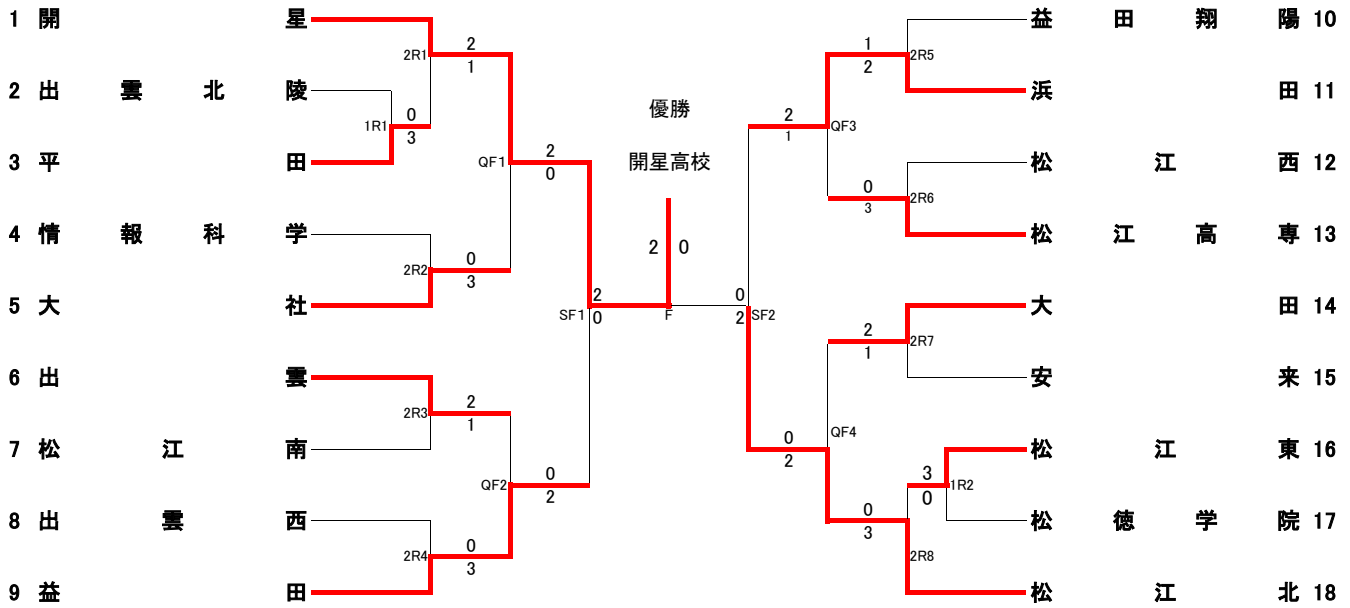 1 開星
2 出雲北陵
3 平田
4 情報科学
5 大社
6 出雲
7 松江南
8 出雲西
9 益田
1R1
0
3
2R1
2
1
2R2
0
3
2R3
2
1
2R4
0
3
QF1
2
0
QF2
0
2
SF1
2
0
優勝
開星高校
2 0
F
0
2
SF2
2
1
QF3
0
2
QF4
1
2
2R5
0
3
2R6
2
1
2R7
3
0
1R2
0
3
2R8
益田翔陽 10
浜田 11
松江西 12
松江高専 13
大田 14
安来 15
松江東 16
松徳学院 17
松江北 18